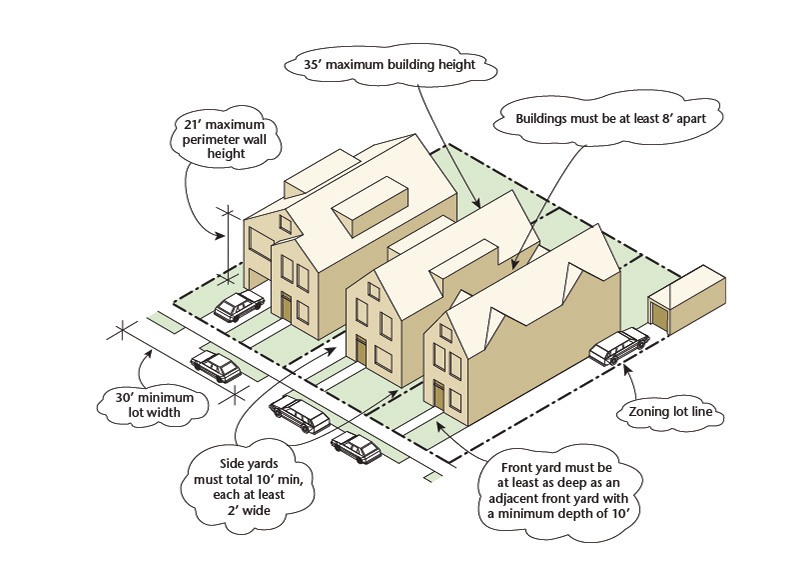 35′ maximum building height
Buildings must be at least 8′ apart
21′ maximum
perimeter wall
height
30′ minimum
lot width
Zoning lot line
Side yards
must total 10′ min,
each at least
2′ wide
Front yard must be
at least as deep as an
adjacent front yard with
a minimum depth of 10′